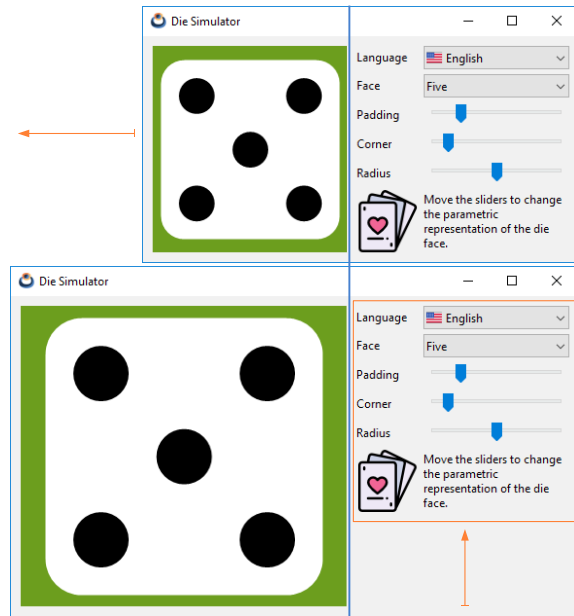 Die Simulator
Language English
Face Five
Padding
Corner
Radius
Move the sliders to change
the parametric
representation of the die
face.
Die Simulator
Language English
Face Five
Padding
Corner
Radius
Move the sliders to change
the parametric
representation of the die
face.